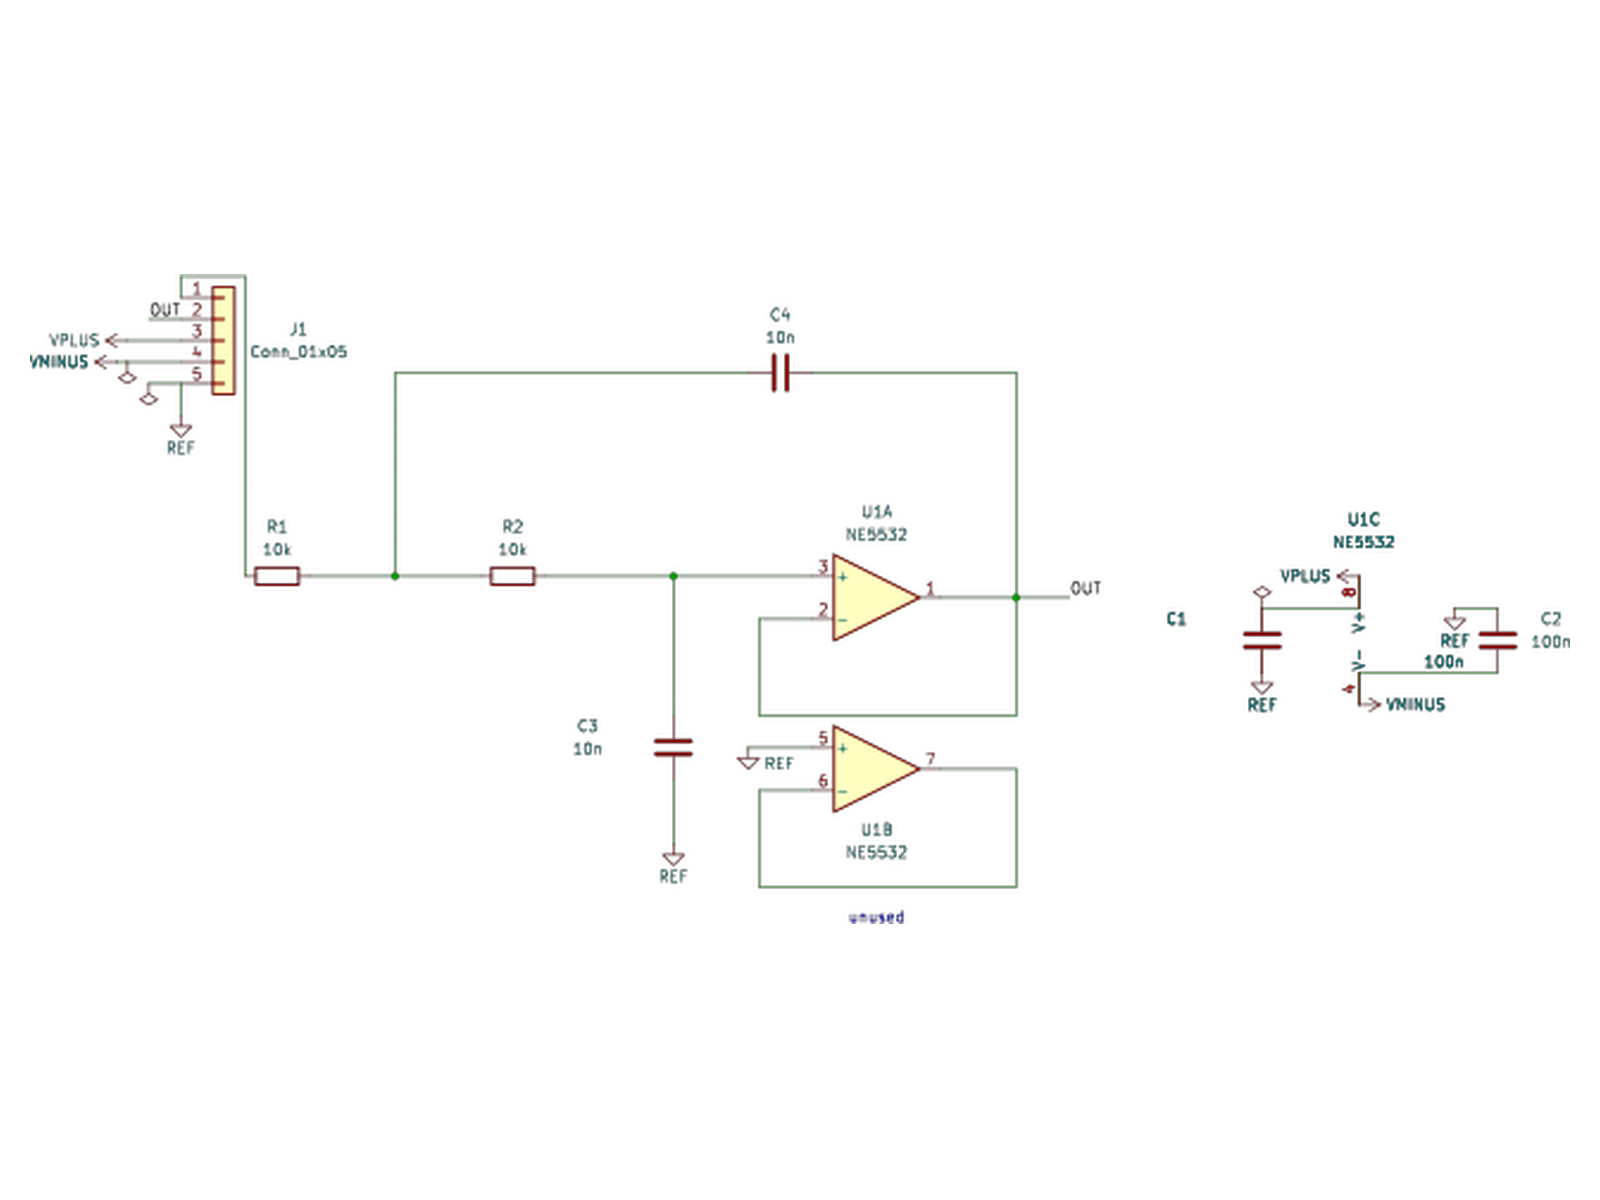 1
OUT 2
VPLUS 3
VMINUS 4
5
REF
J1
Conn_01x05
C4
10n
R1
10k
R2
10k
U1A
NE5532
3
+
2
-
1
OUT
C3
10n
REF
5
+
REF
6
-
7
U1B
NE5532
unused
U1C
NE5532
VPLUS
8
V+
V-
4
VMINUS
C1
REF
100n
REF
C2
100n